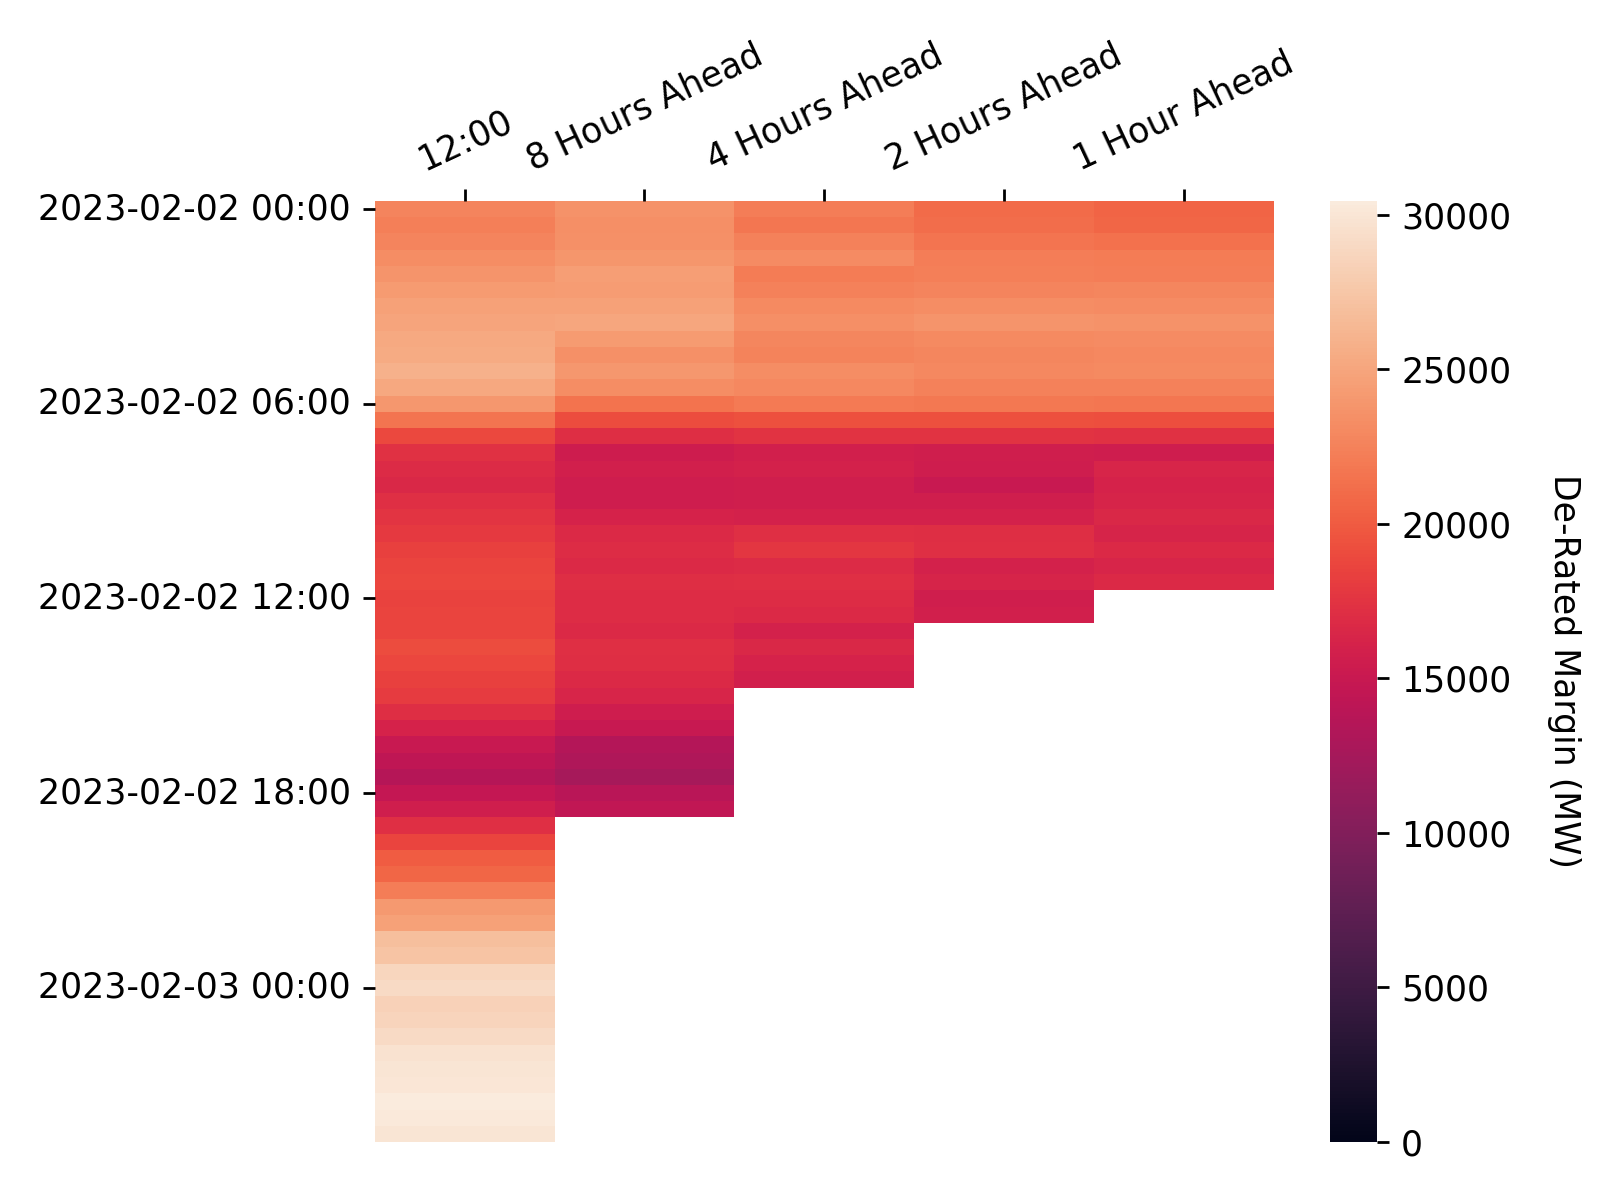 12:00
8 Hours Ahead
4 Hours Ahead
2 Hours Ahead
1 Hour Ahead
2023-02-02 00:00
2023-02-02 06:00
2023-02-02 12:00
2023-02-02 18:00
2023-02-03 00:00
30000
25000
20000
15000
10000
5000
0
De-Rated Margin (MW)